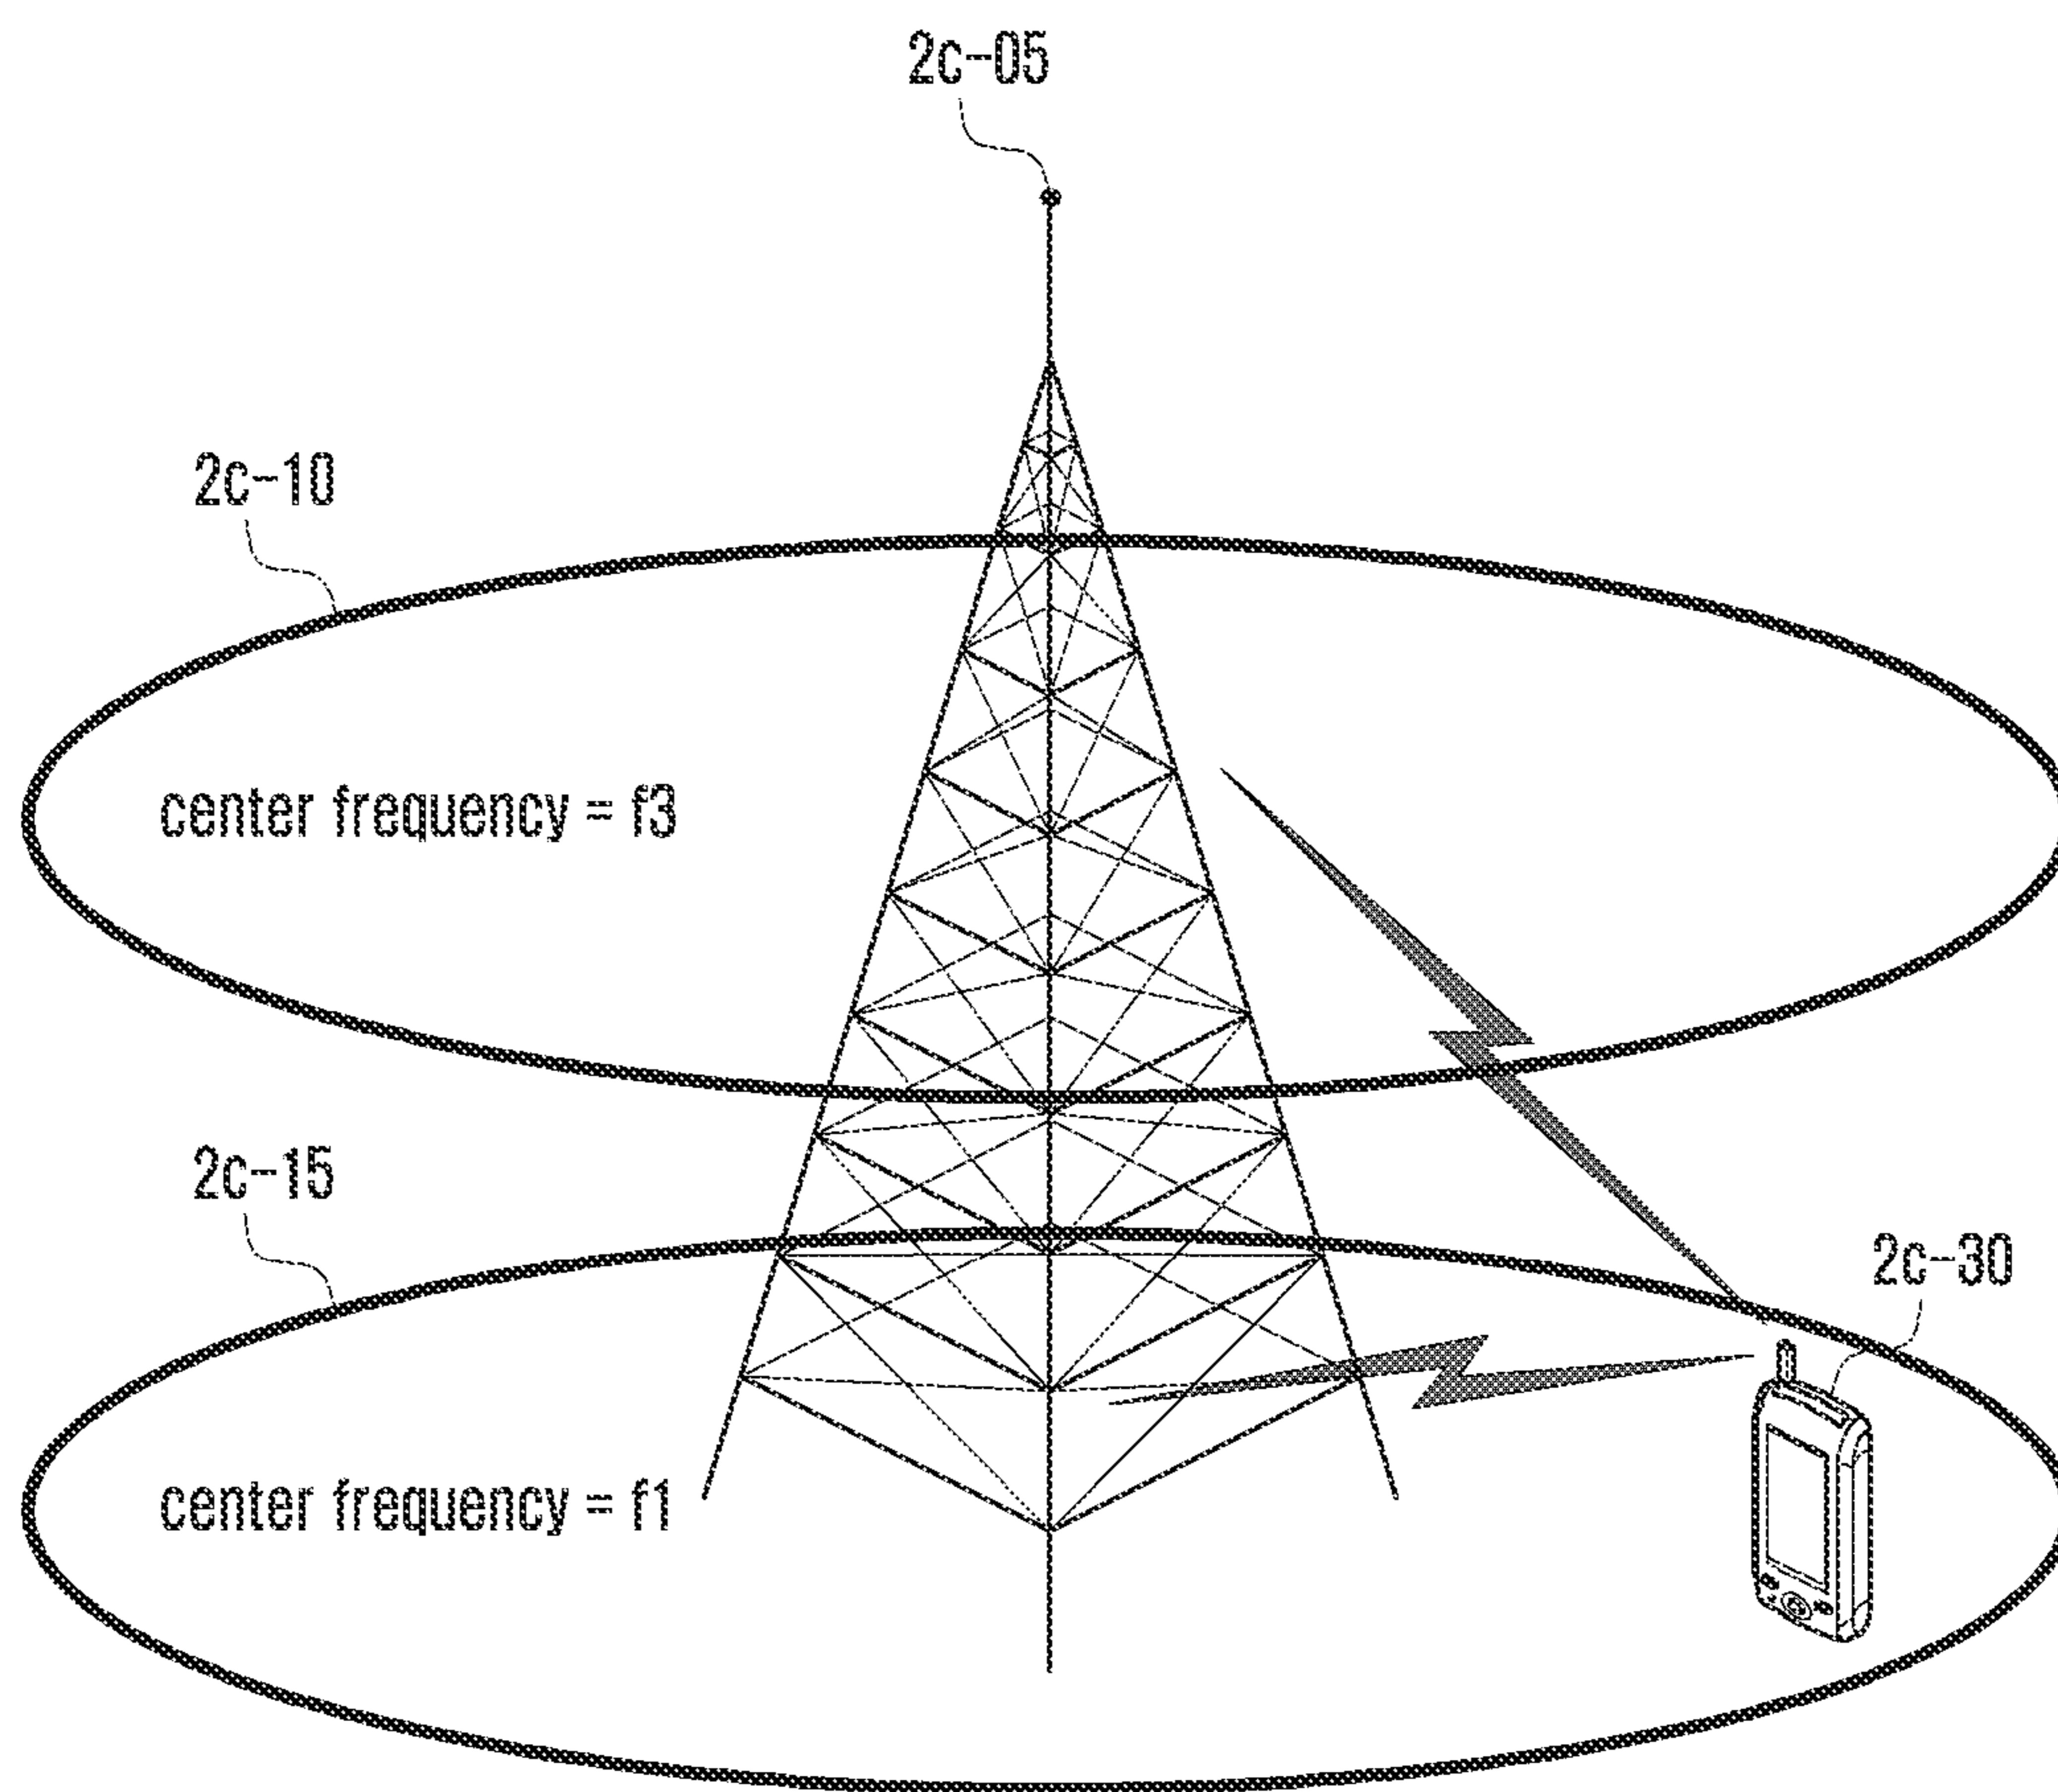 2c-05
2c-10
center frequency = f3
2c-15
2c-30
center frequency = f1